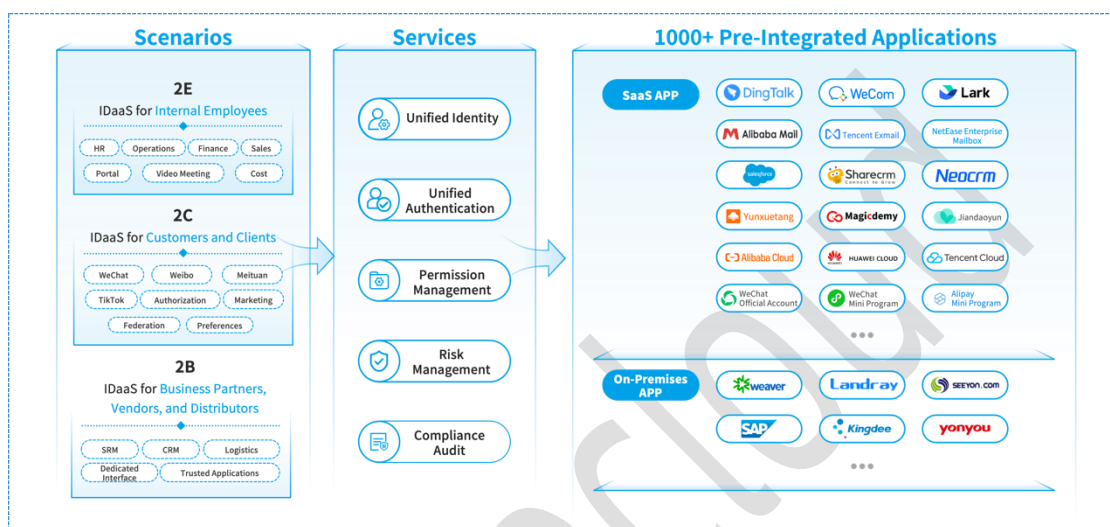 Scenarios
2E
IDaaS for Internal Employees
HR
Operations
Finance
Sales
Portal
Video Meeting
Cost
2C
IDaaS for Customers and Clients
WeChat
Weibo
Meituan
TikTok
Authorization
Marketing
Federation
Preferences
2B
IDaaS for Business Partners,
Vendors, and Distributors
SRM
CRM
Logistics
Dedicated
Interface
Trusted Applications
Services
Unified Identity
Unified
Authentication
Permission
Management
Risk
Management
Compliance
Audit
1000+ Pre-Integrated Applications
SaaS APP
DingTalk
WeCom
Lark
Alibaba Mail
Tencent Exmail
NetEase Enterprise
Mailbox
salesforce
Sharecrm
Connect to Grow
Neocrm
Yunxuetang
Magicdemy
Jiandaoyun
Alibaba Cloud
HUAWEI
HUAWEI CLOUD
Tencent Cloud
WeChat
Official Account
WeChat
Mini Program
Alipay
Mini Program
On-Premises
APP
weaver
Landray
SEEYON.COM
SAP
Kingdee
yonyou